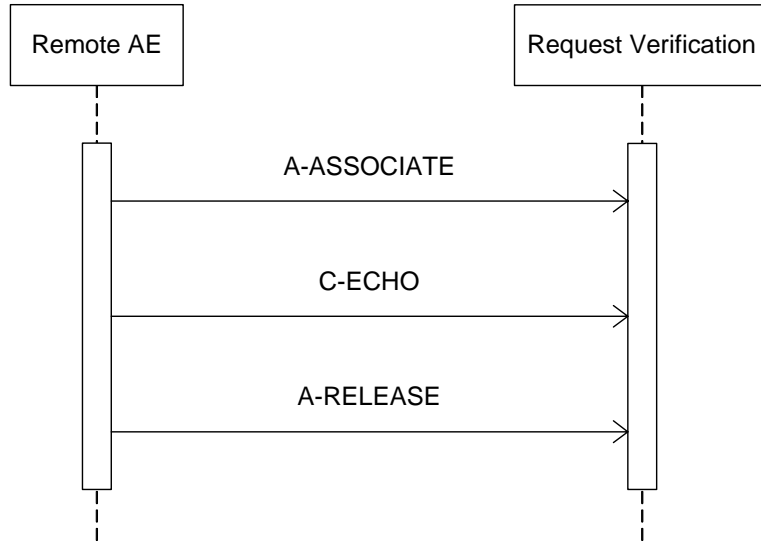 Remote AE
Request Verification
A-ASSOCIATE
C-ECHO
A-RELEASE